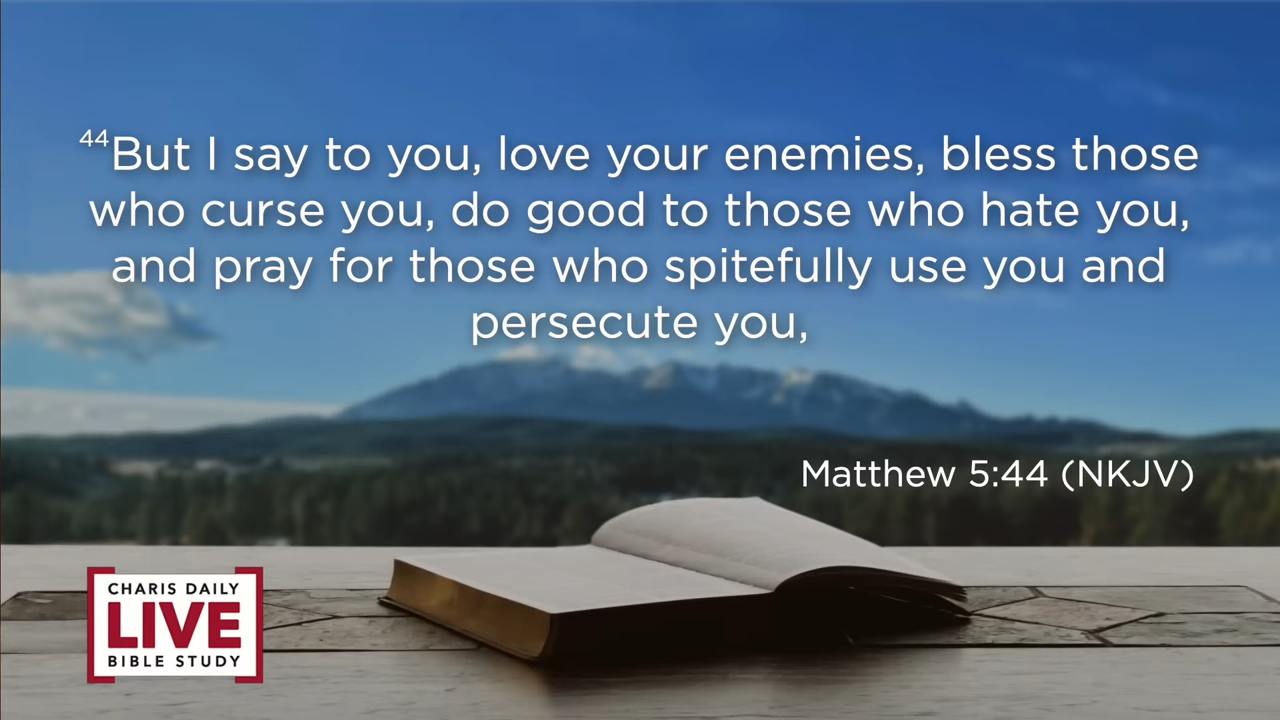 44But I say to you, love your enemies, bless those
who curse you, do good to those who hate you,
and pray for those who spitefully use you and
persecute you,
Matthew 5:44 (NKJV)
CHARIS DAILY
LIVE
BIBLE STUDY